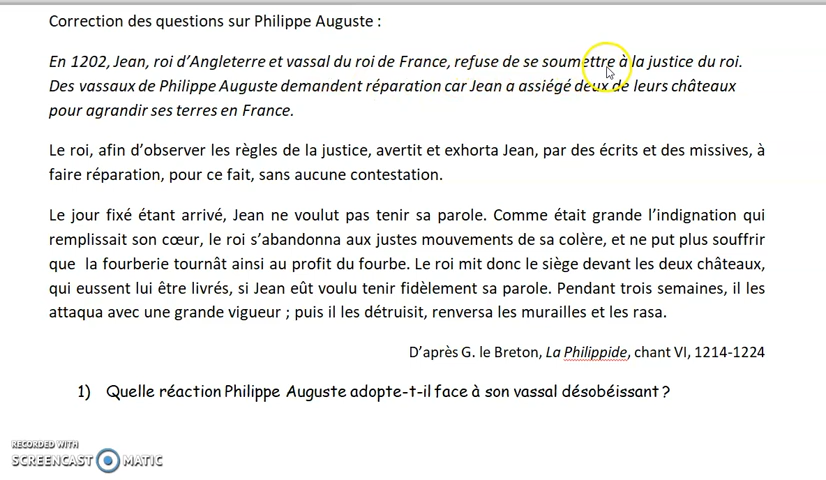 Correction des questions sur Philippe Auguste :
En 1202, Jean, roi d’Angleterre et vassal du roi de France, refuse de se soumettre à la justice du roi.
Des vassaux de Philippe Auguste demandent réparation car Jean a assiégé deux de leurs châteaux
pour agrandir ses terres en France.
Le roi, afin d’observer les règles de la justice, avertit et exhorta Jean, par des écrits et des missives, à
faire réparation, pour ce fait, sans aucune contestation.
Le jour fixé étant arrivé, Jean ne voulut pas tenir sa parole. Comme était grande l’indignation qui
remplissait son cœur, le roi s’abandonna aux justes mouvements de sa colère, et ne put plus souffrir
que la fourberie tournât ainsi au profit du fourbe. Le roi mit donc le siège devant les deux châteaux,
qui eussent lui être livrés, si Jean eût voulu tenir fidèlement sa parole. Pendant trois semaines, il les
attaqua avec une grande vigueur ; puis il les détruisit, renversa les murailles et les rasa.
D’après G. le Breton, La Philippide, chant VI, 1214-1224
1) Quelle réaction Philippe Auguste adopte-t-il face à son vassal désobéissant ?
RECORDED WITH
SCREENCAST MATIC